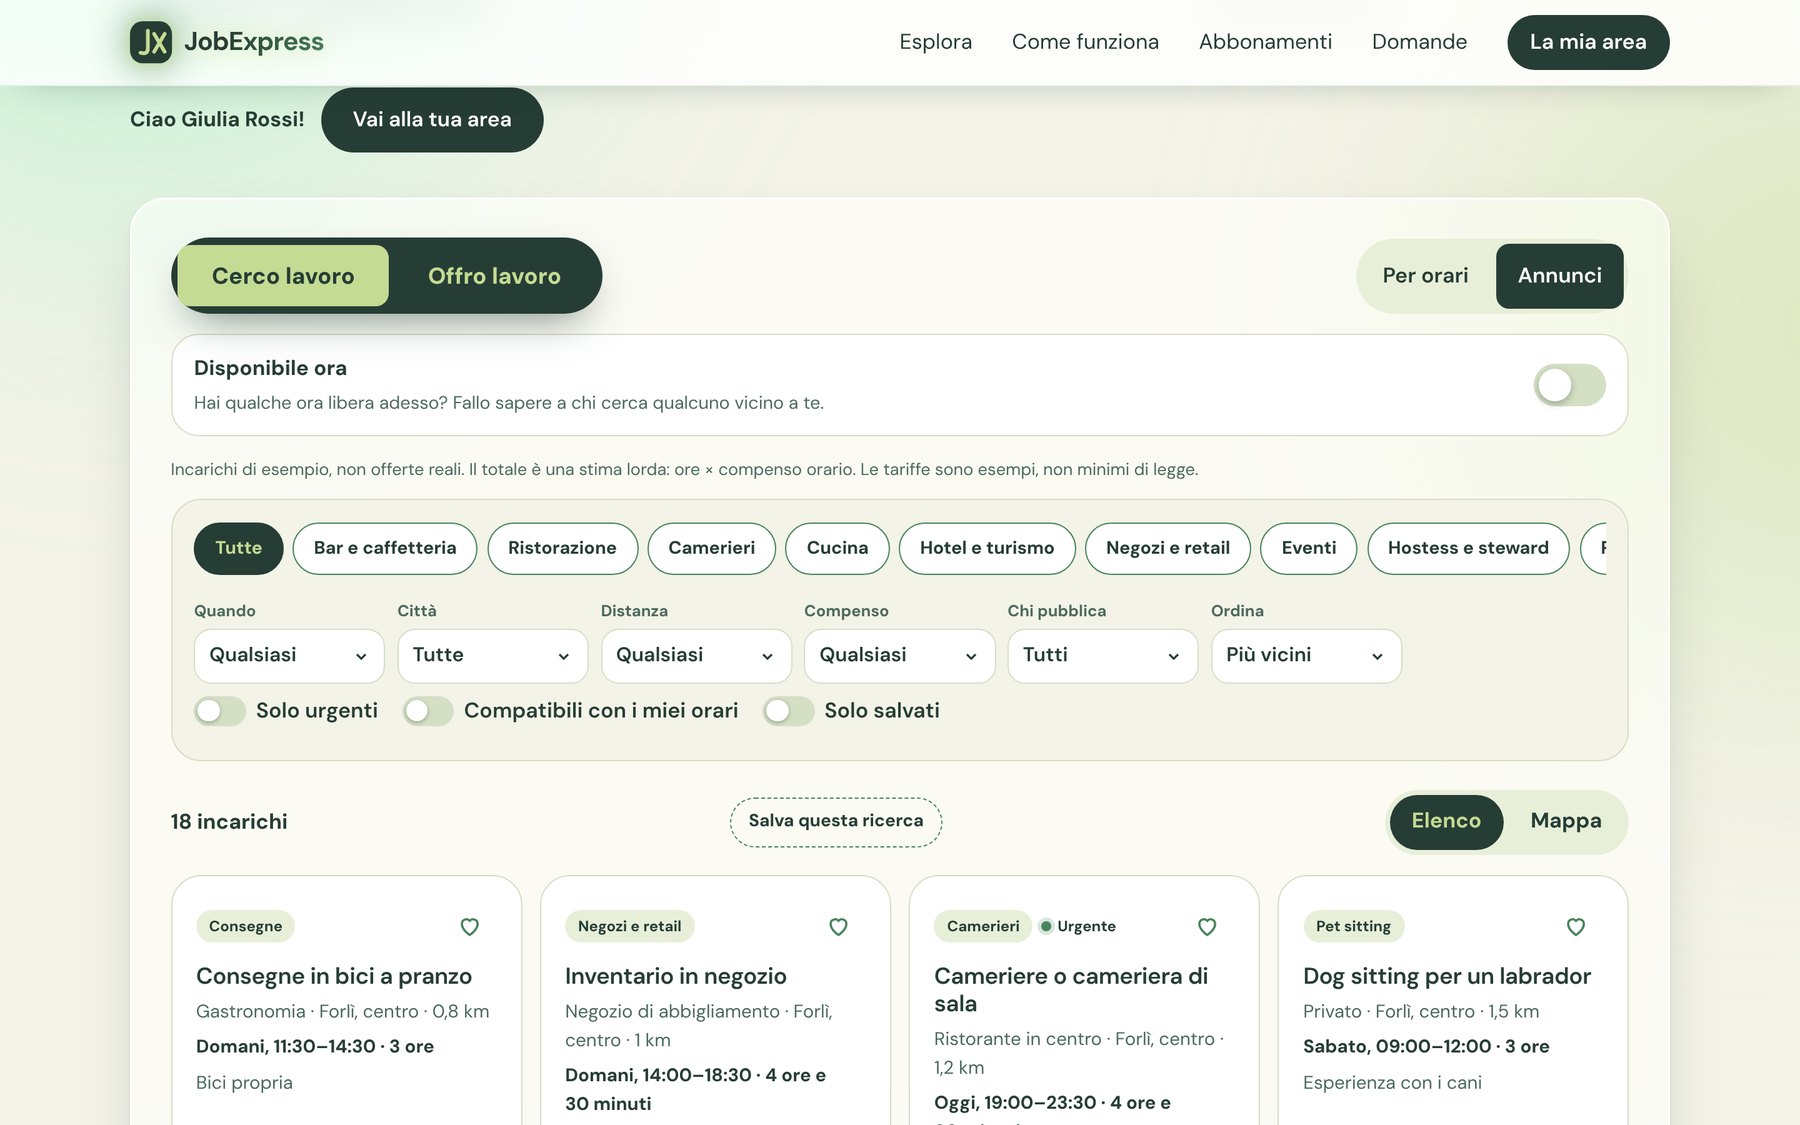 JX JobExpress Esplora Come funziona Abbonamenti Domande La mia area
Ciao Giulia Rossi! Vai alla tua area
Cerco lavoro Offro lavoro Per orari Annunci
Disponibile ora
Hai qualche ora libera adesso? Fallo sapere a chi cerca qualcuno vicino a te.
Incarichi di esempio, non offerte reali. Il totale è una stima lorda: ore × compenso orario. Le tariffe sono esempi, non minimi di legge.
Tutte Bar e caffetteria Ristorazione Camerieri Cucina Hotel e turismo Negozi e retail Eventi Hostess e steward
Quando Città Distanza Compenso Chi pubblica Ordina
Qualsiasi Tutte Qualsiasi Qualsiasi Tutti Più vicini
Solo urgenti Compatibili con i miei orari Solo salvati
18 incarichi Salva questa ricerca Elenco Mappa
Consegne
Consegne in bici a pranzo
Gastronomia · Forlì, centro · 0,8 km
Domani, 11:30–14:30 · 3 ore
Bici propria
Negozi e retail
Inventario in negozio
Negozio di abbigliamento · Forlì,
centro · 1 km
Domani, 14:00–18:30 · 4 ore e
30 minuti
Camerieri Urgente
Cameriere o cameriera di
sala
Ristorante in centro · Forlì, centro ·
1,2 km
Oggi, 19:00–23:30 · 4 ore e
Pet sitting
Dog sitting per un labrador
Privato · Forlì, centro · 1,5 km
Sabato, 09:00–12:00 · 3 ore
Esperienza con i cani